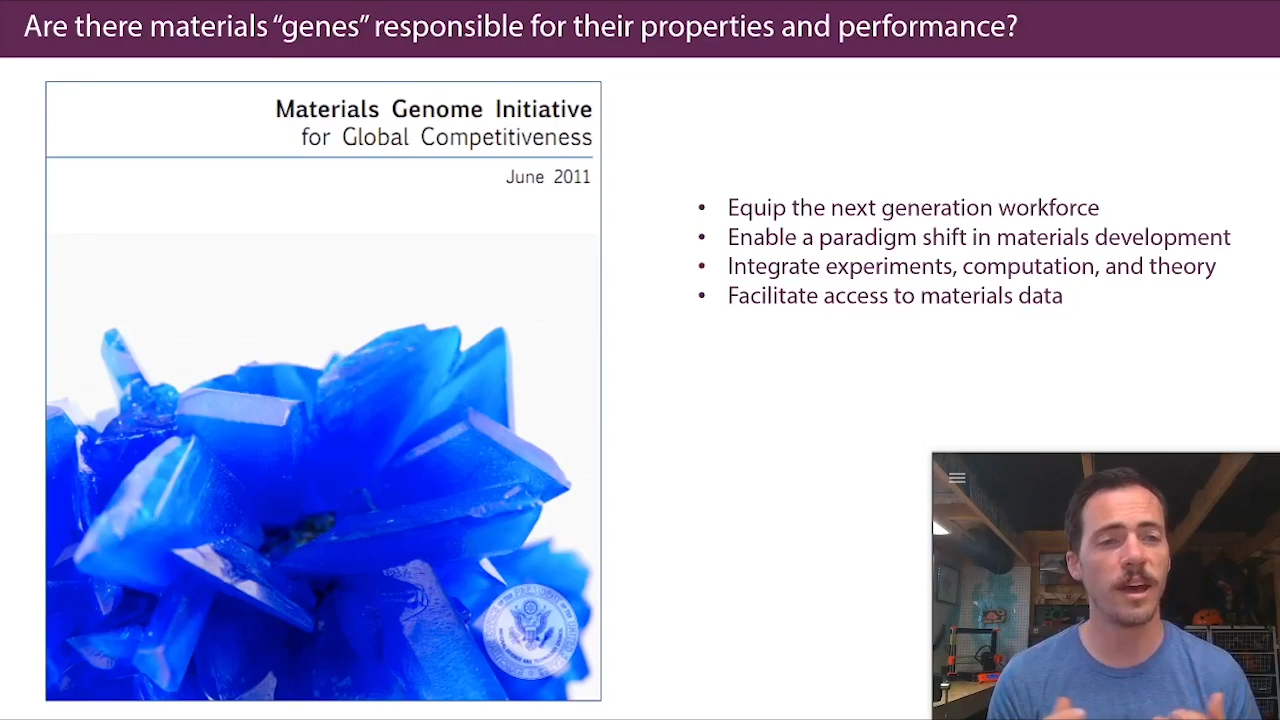 Are there materials “genes” responsible for their properties and performance?
Materials Genome Initiative
for Global Competitiveness
June 2011
• Equip the next generation workforce
• Enable a paradigm shift in materials development
• Integrate experiments, computation, and theory
• Facilitate access to materials data